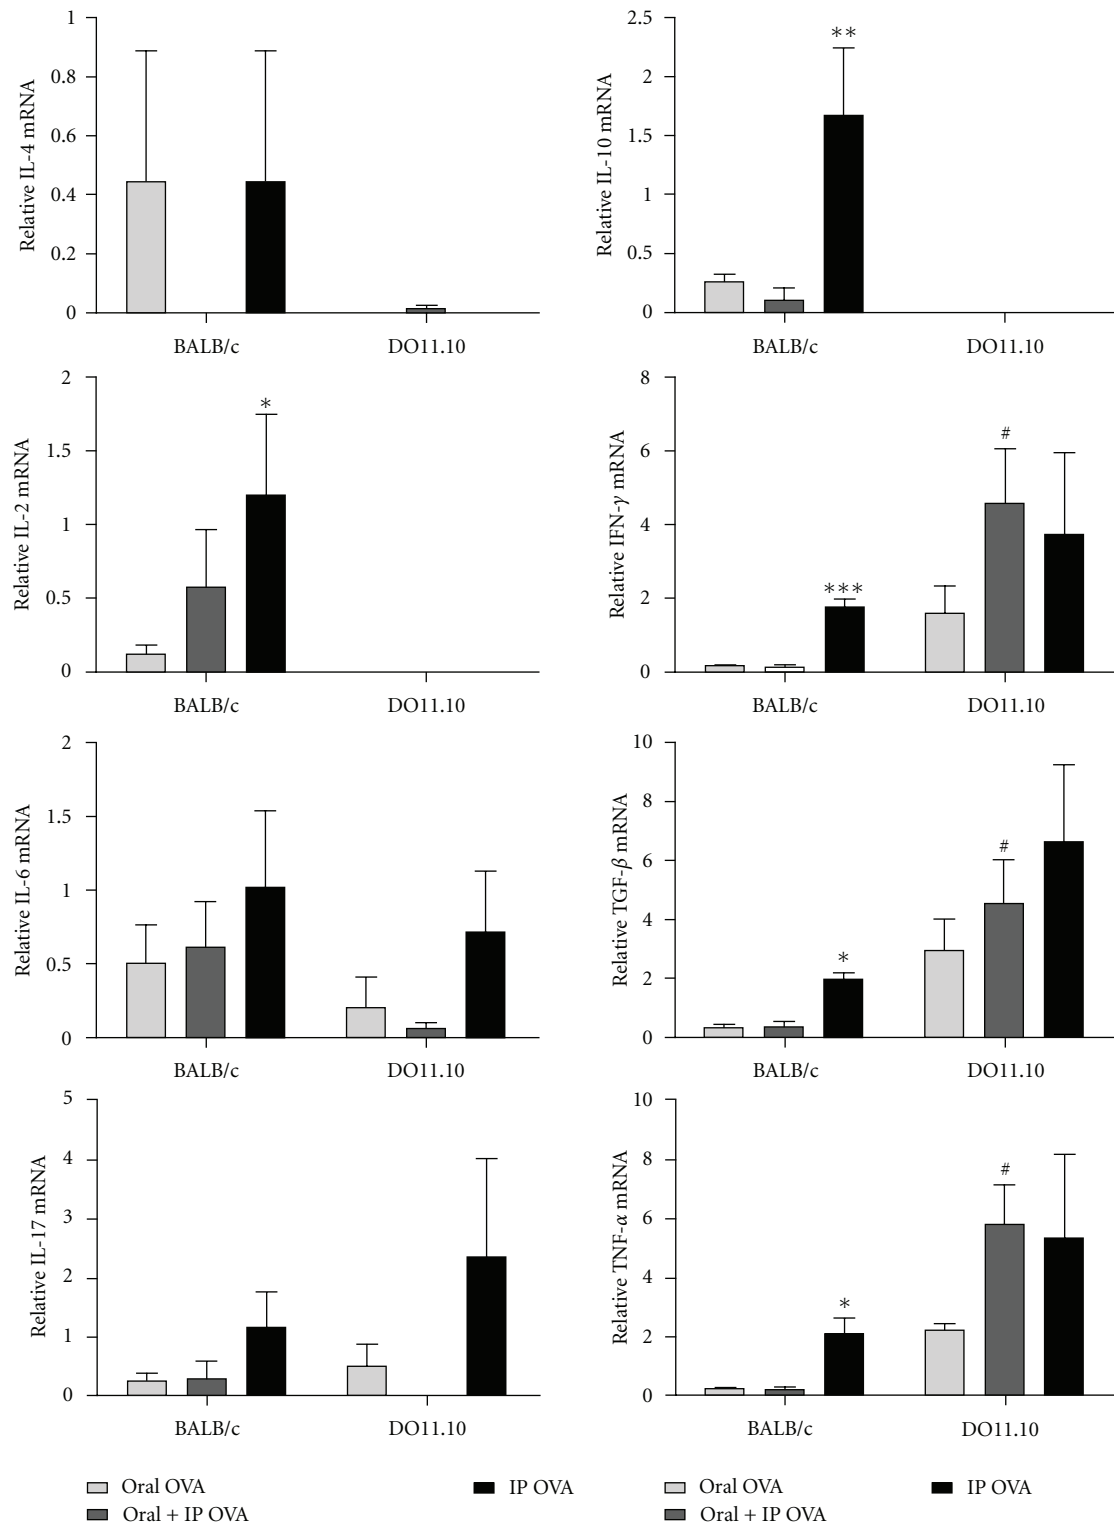 Relative IL-4 mRNA
1
0.8
0.6
0.4
0.2
0
BALB/c DO11.10
Relative IL-10 mRNA
2.5
2
1.5
1
0.5
0
**
BALB/c DO11.10
Relative IL-2 mRNA
2
1.5
1
0.5
0
*
BALB/c DO11.10
Relative IFN-γ mRNA
8
6
4
2
0
***
#
BALB/c DO11.10
Relative IL-6 mRNA
2
1.5
1
0.5
0
BALB/c DO11.10
Relative TGF-β mRNA
10
8
6
4
2
0
*
#
BALB/c DO11.10
Relative IL-17 mRNA
5
4
3
2
1
0
BALB/c DO11.10
Relative TNF-α mRNA
10
8
6
4
2
0
*
#
BALB/c DO11.10
Oral OVA IP OVA
Oral + IP OVA
Oral OVA IP OVA
Oral + IP OVA